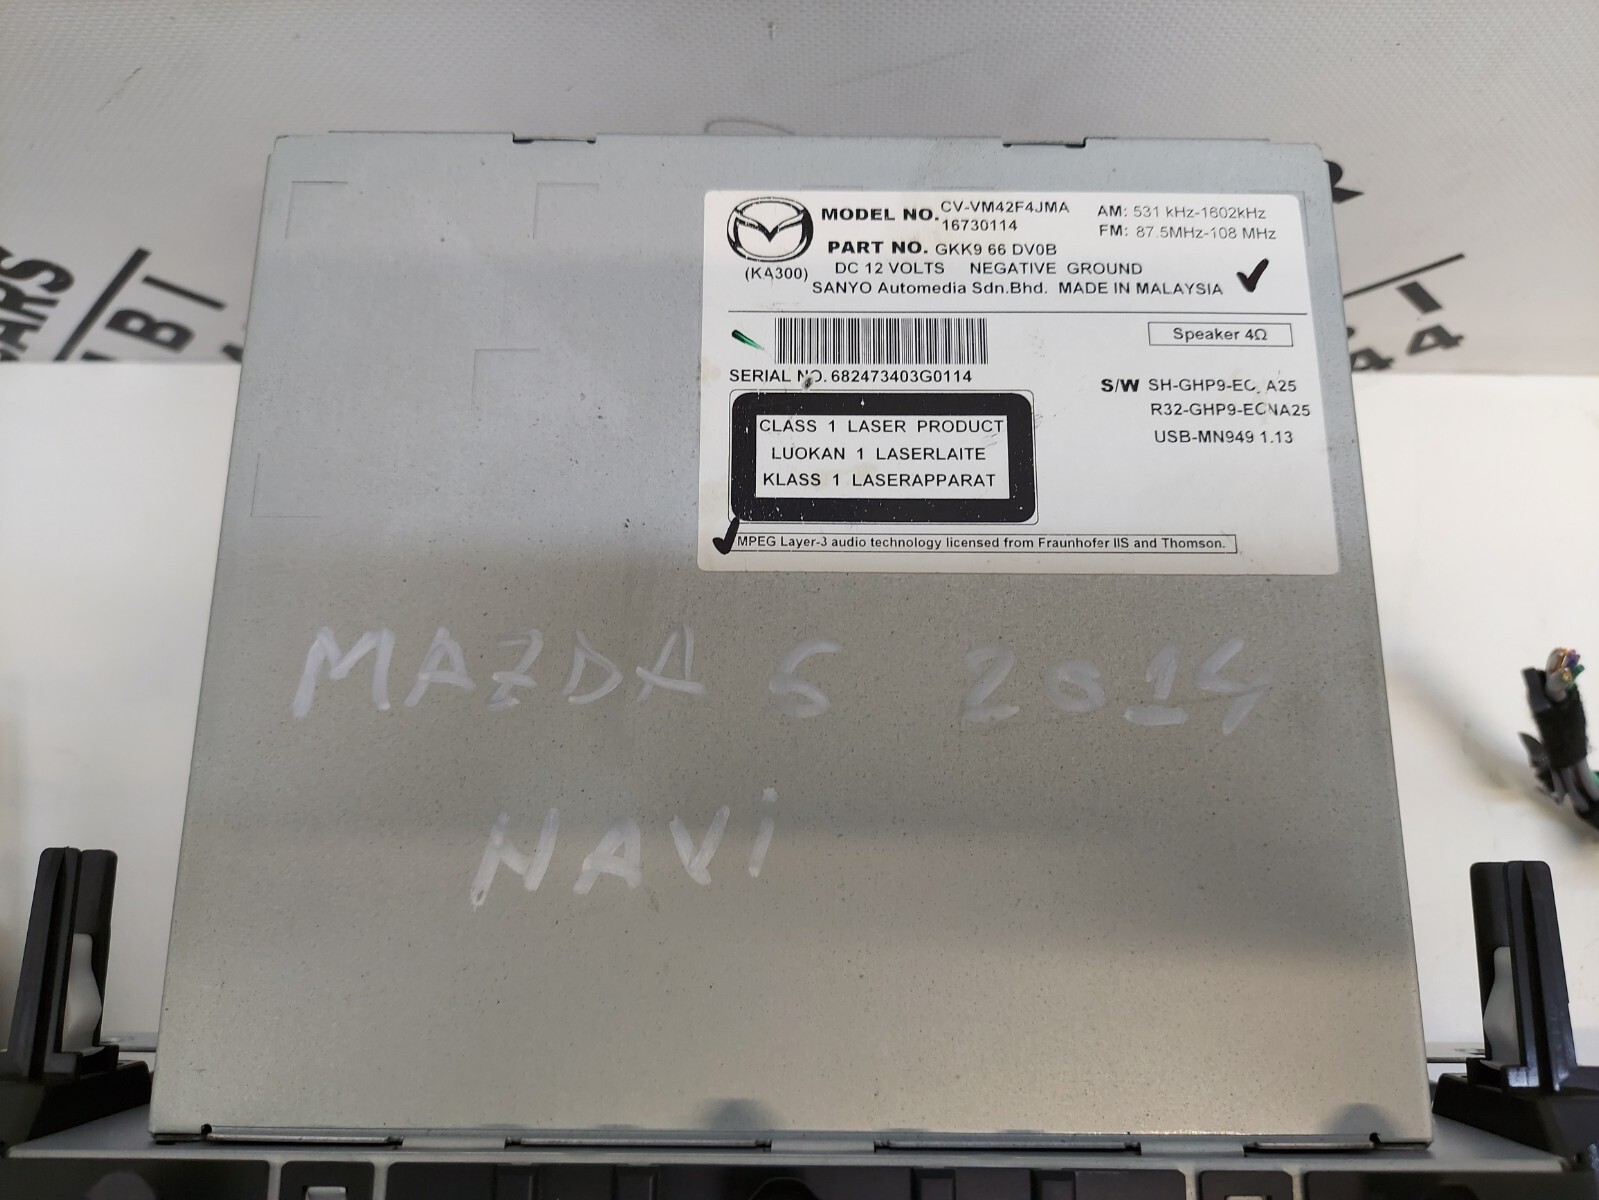 MODEL NO. CV-VM42F4JMA
16730114
AM: 531 kHz-1602kHz
FM: 87.5MHz-108 MHz
PART NO. GKK9 66 DV0B
(KA300)
DC 12 VOLTS NEGATIVE GROUND
SANYO Automedia Sdn.Bhd. MADE IN MALAYSIA
Speaker 4Ω
SERIAL NO. 682473403G0114
S/W SH-GHP9-EC A25
R32-GHP9-ECNA25
USB-MN949 1.13
CLASS 1 LASER PRODUCT
LUOKAN 1 LASERLAITE
KLASS 1 LASERAPPARAT
MPEG Layer-3 audio technology licensed from Fraunhofer IIS and Thomson.
MAZDA 6 2014
NAVi